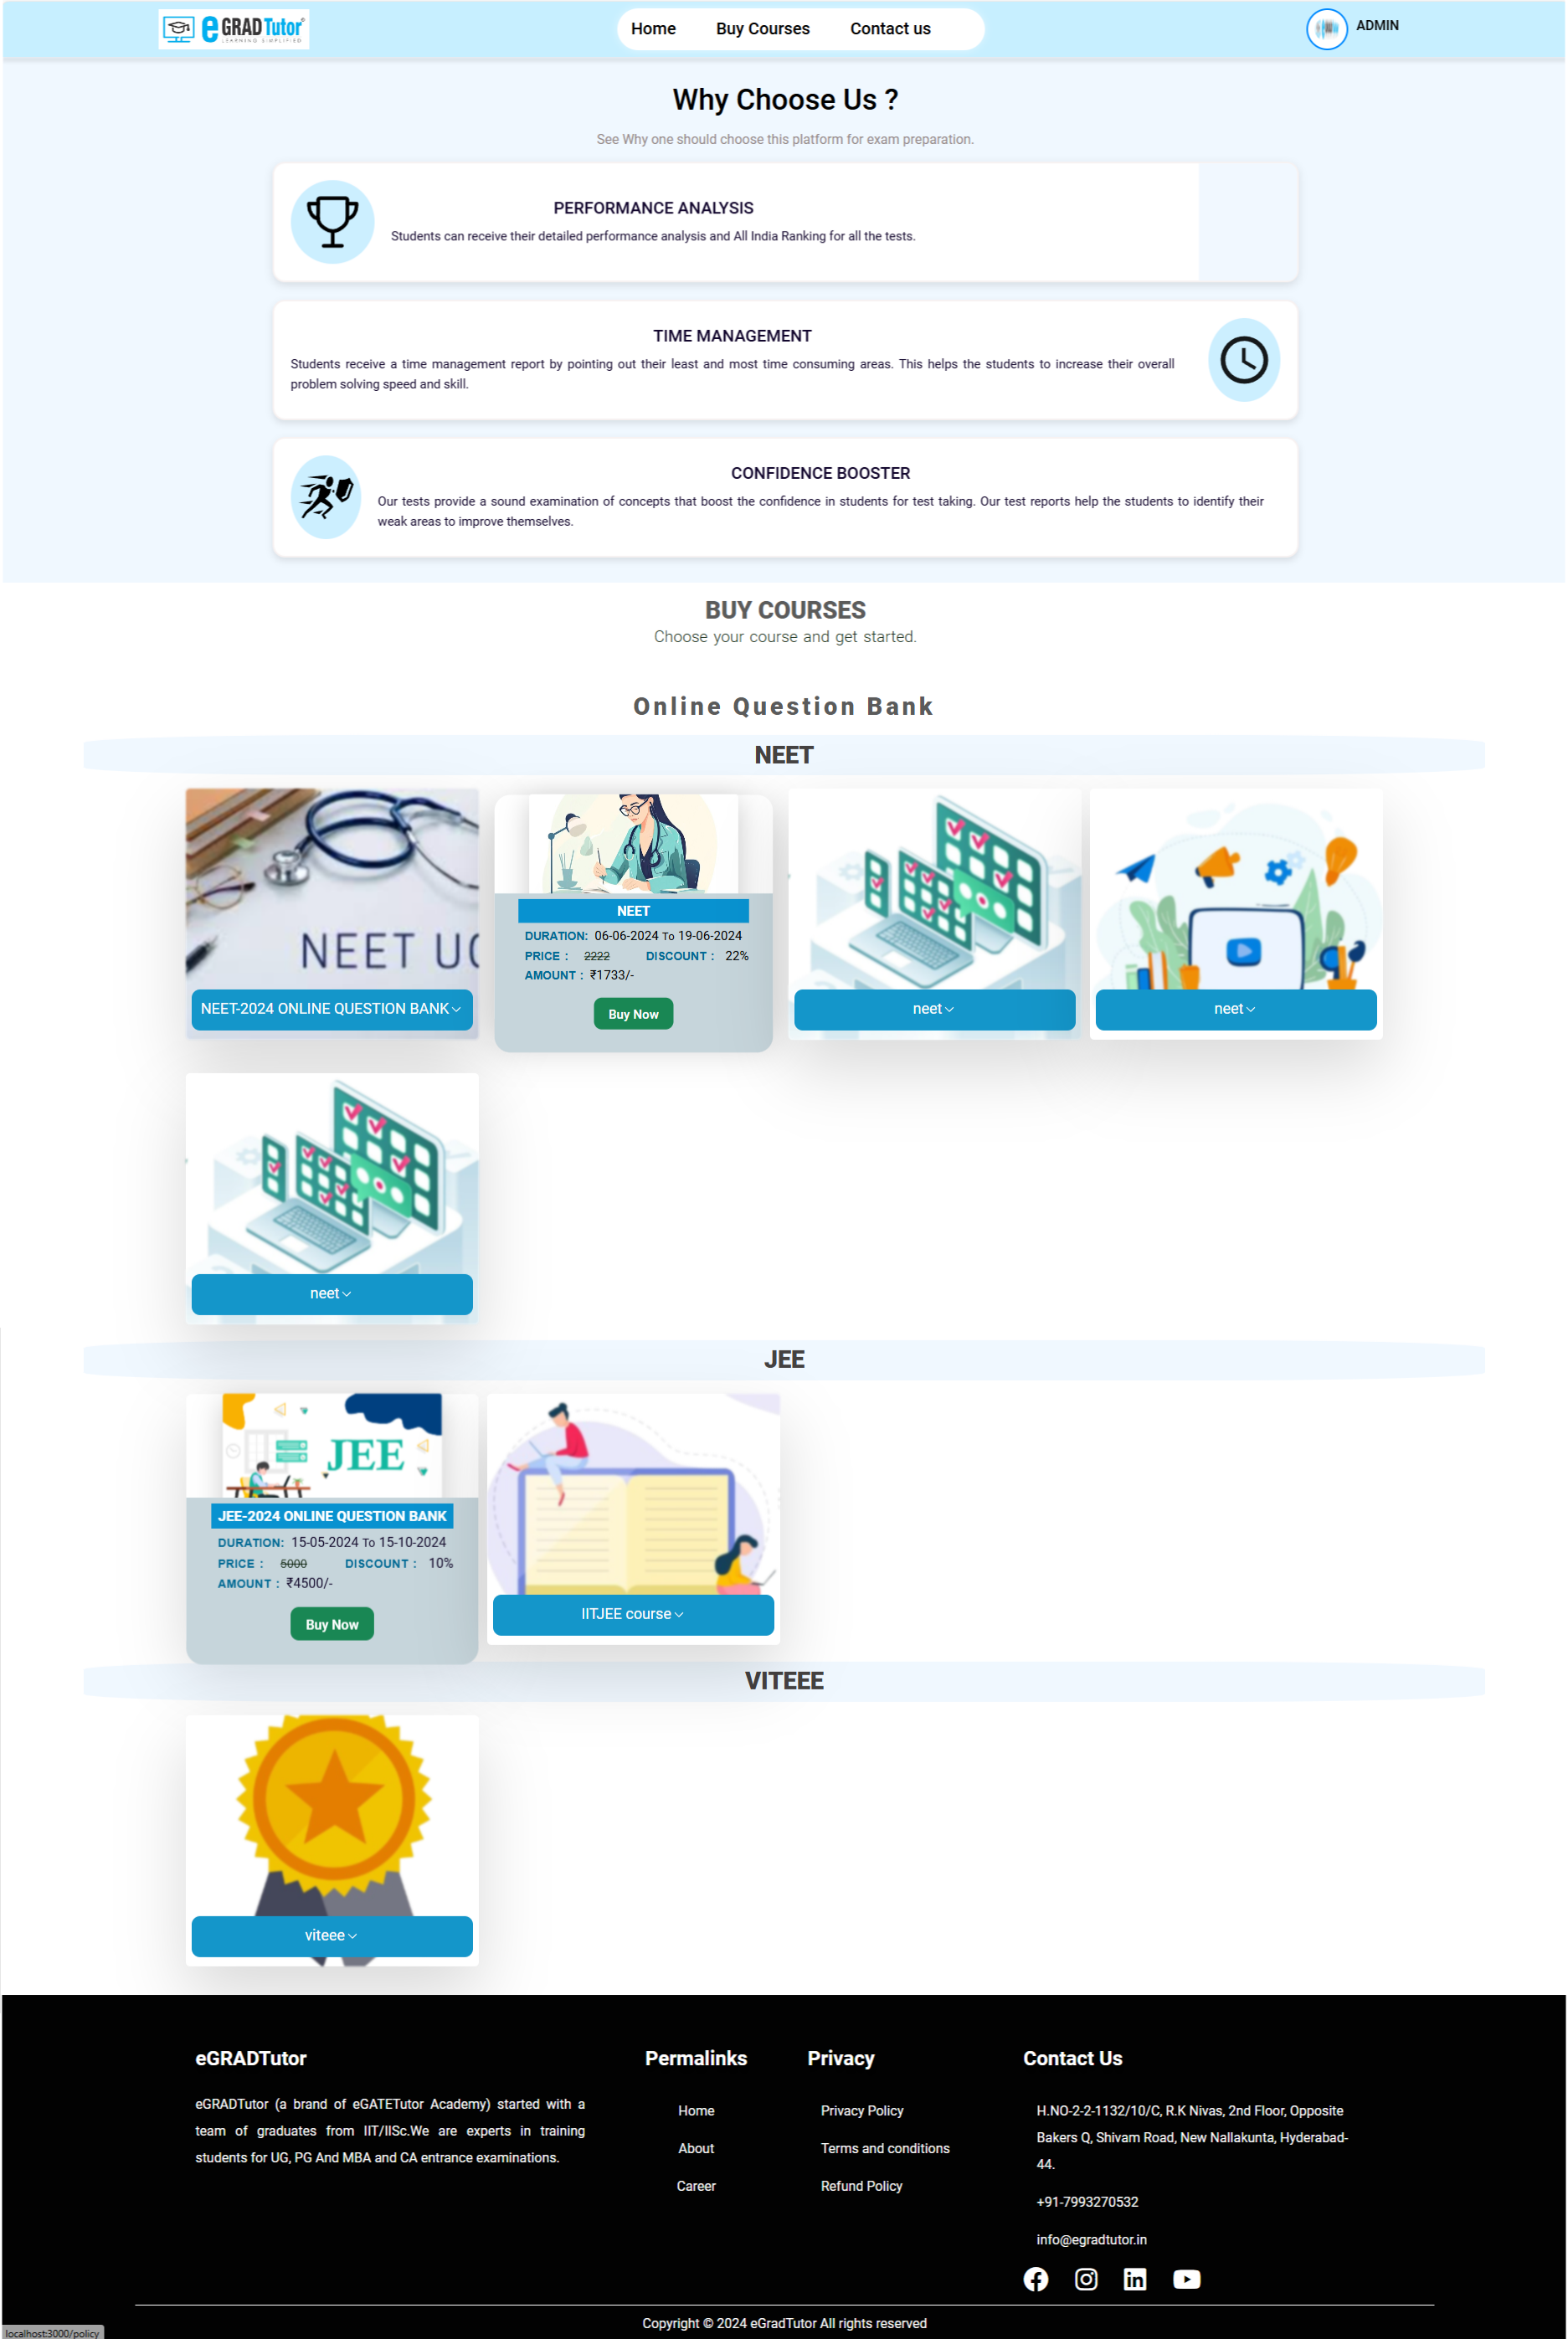 e GRAD Tutor
LEARNING SIMPLIFIED
Home Buy Courses Contact us
ADMIN
Why Choose Us ?
See Why one should choose this platform for exam preparation.
PERFORMANCE ANALYSIS
Students can receive their detailed performance analysis and All India Ranking for all the tests.
TIME MANAGEMENT
Students receive a time management report by pointing out their least and most time consuming areas. This helps the students to increase their overall
problem solving speed and skill.
CONFIDENCE BOOSTER
Our tests provide a sound examination of concepts that boost the confidence in students for test taking. Our test reports help the students to identify their
weak areas to improve themselves.
BUY COURSES
Choose your course and get started.
Online Question Bank
NEET
NEET UG
NEET-2024 ONLINE QUESTION BANK
NEET
DURATION: 06-06-2024 To 19-06-2024
PRICE : 2222 DISCOUNT : 22%
AMOUNT : ₹1733/-
Buy Now
neet
neet
neet
JEE
JEE
JEE-2024 ONLINE QUESTION BANK
DURATION: 15-05-2024 To 15-10-2024
PRICE : 5000 DISCOUNT : 10%
AMOUNT : ₹4500/-
Buy Now
IITJEE course
VITEEE
viteee
eGRADTutor
eGRADTutor (a brand of eGATETutor Academy) started with a
team of graduates from IIT/IISc.We are experts in training
students for UG, PG And MBA and CA entrance examinations.
Permalinks
Home
About
Career
Privacy
Privacy Policy
Terms and conditions
Refund Policy
Contact Us
H.NO-2-2-1132/10/C, R.K Nivas, 2nd Floor, Opposite
Bakers Q, Shivam Road, New Nallakunta, Hyderabad-
44.
+91-7993270532
info@egradtutor.in
Copyright © 2024 eGradTutor All rights reserved
localhost:3000/policy